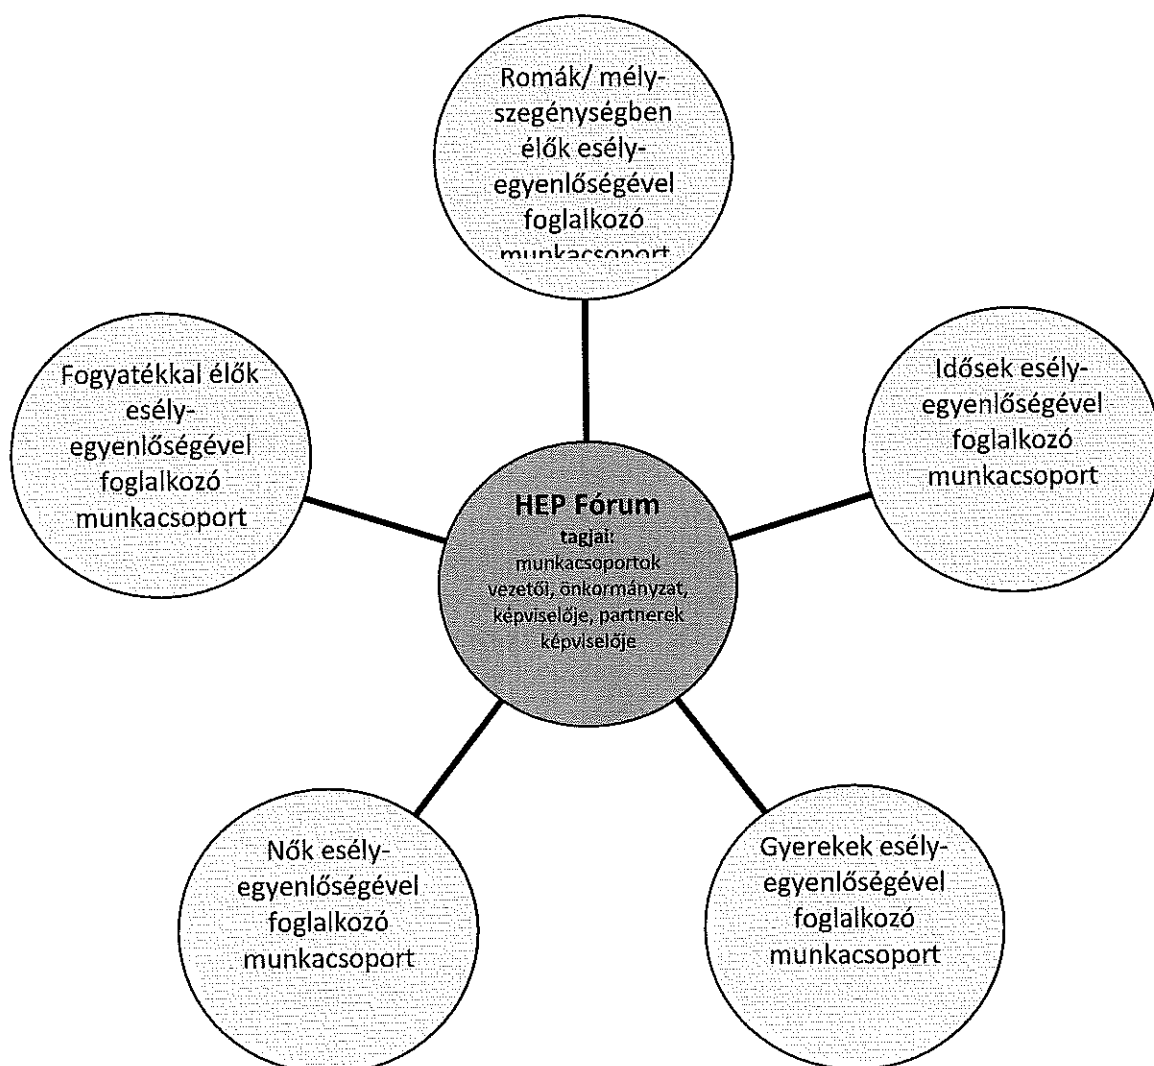 Romák/ mély-
szegénységben
élők esély-
egyenlőségével
foglalkozó
munkacsoport
Fogyatékkal élők
esély-
egyenlőségével
foglalkozó
munkacsoport
Idősek esély-
egyenlőségével
foglalkozó
munkacsoport
HEP Fórum
tagjai:
munkacsoportok
vezetői, önkormányzat,
képviselője, partnerek
képviselője
Nők esély-
egyenlőségével
foglalkozó
munkacsoport
Gyerekek esély-
egyenlőségével
foglalkozó
munkacsoport